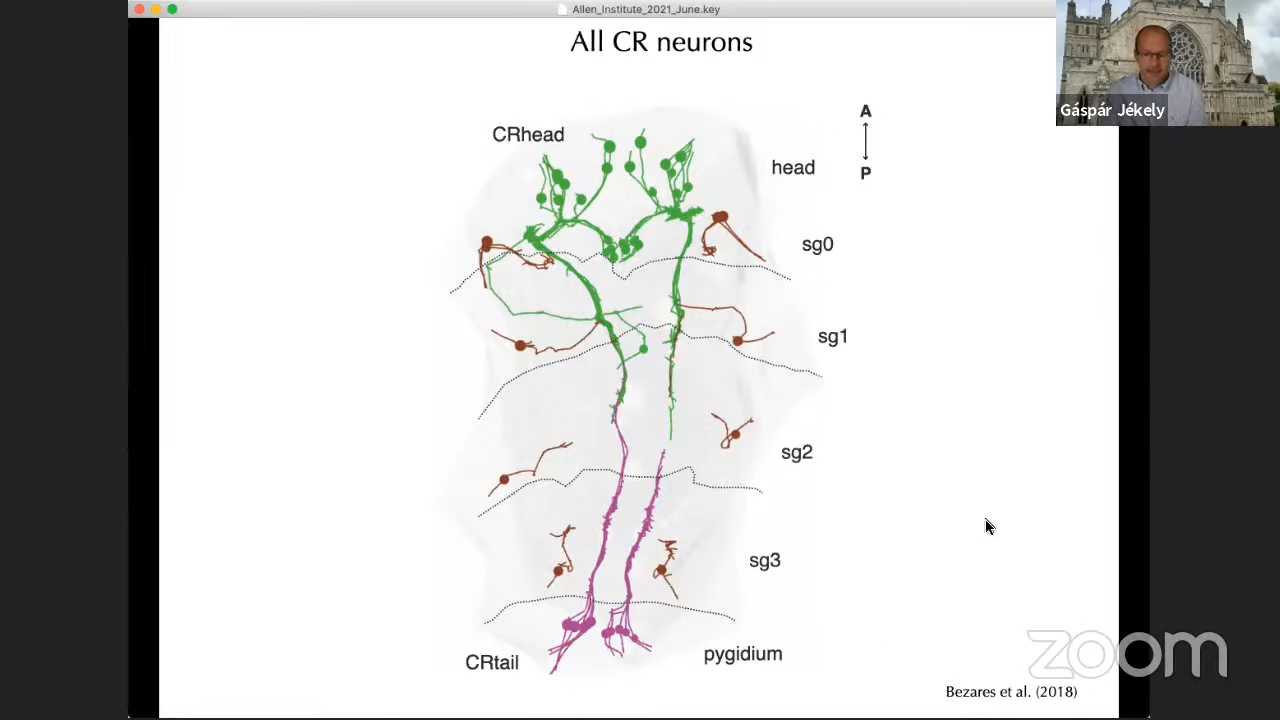 Allen_Institute_2021_June.key
All CR neurons
Gáspár Jékely
A
P
CRhead
head
sg0
sg1
sg2
sg3
CRtail
pygidium
zoom
Bezares et al. (2018)